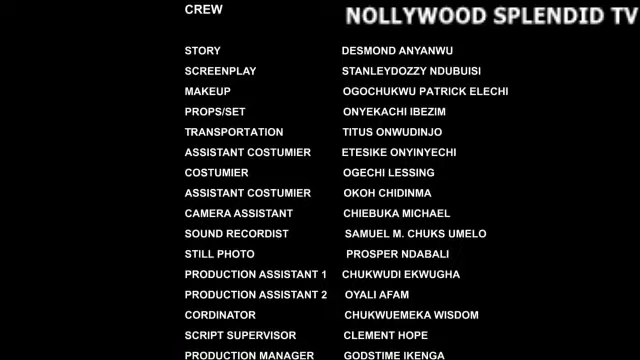 CREW
NOLLYWOOD SPLENDID TV
STORY DESMOND ANYANWU
SCREENPLAY STANLEYDOZZY NDUBUISI
MAKEUP OGOCHUKWU PATRICK ELECHI
PROPS/SET ONYEKACHI IBEZIM
TRANSPORTATION TITUS ONWUDINJO
ASSISTANT COSTUMIER ETESIKE ONYINYECHI
COSTUMIER OGECHI LESSING
ASSISTANT COSTUMIER OKOH CHIDINMA
CAMERA ASSISTANT CHIEBUKA MICHAEL
SOUND RECORDIST SAMUEL M. CHUKS UMELO
STILL PHOTO PROSPER NDABALI
PRODUCTION ASSISTANT 1 CHUKWUDI EKWUGHA
PRODUCTION ASSISTANT 2 OYALI AFAM
CORDINATOR CHUKWUEMEKA WISDOM
SCRIPT SUPERVISOR CLEMENT HOPE
PRODUCTION MANAGER GODSTIME IKENGA